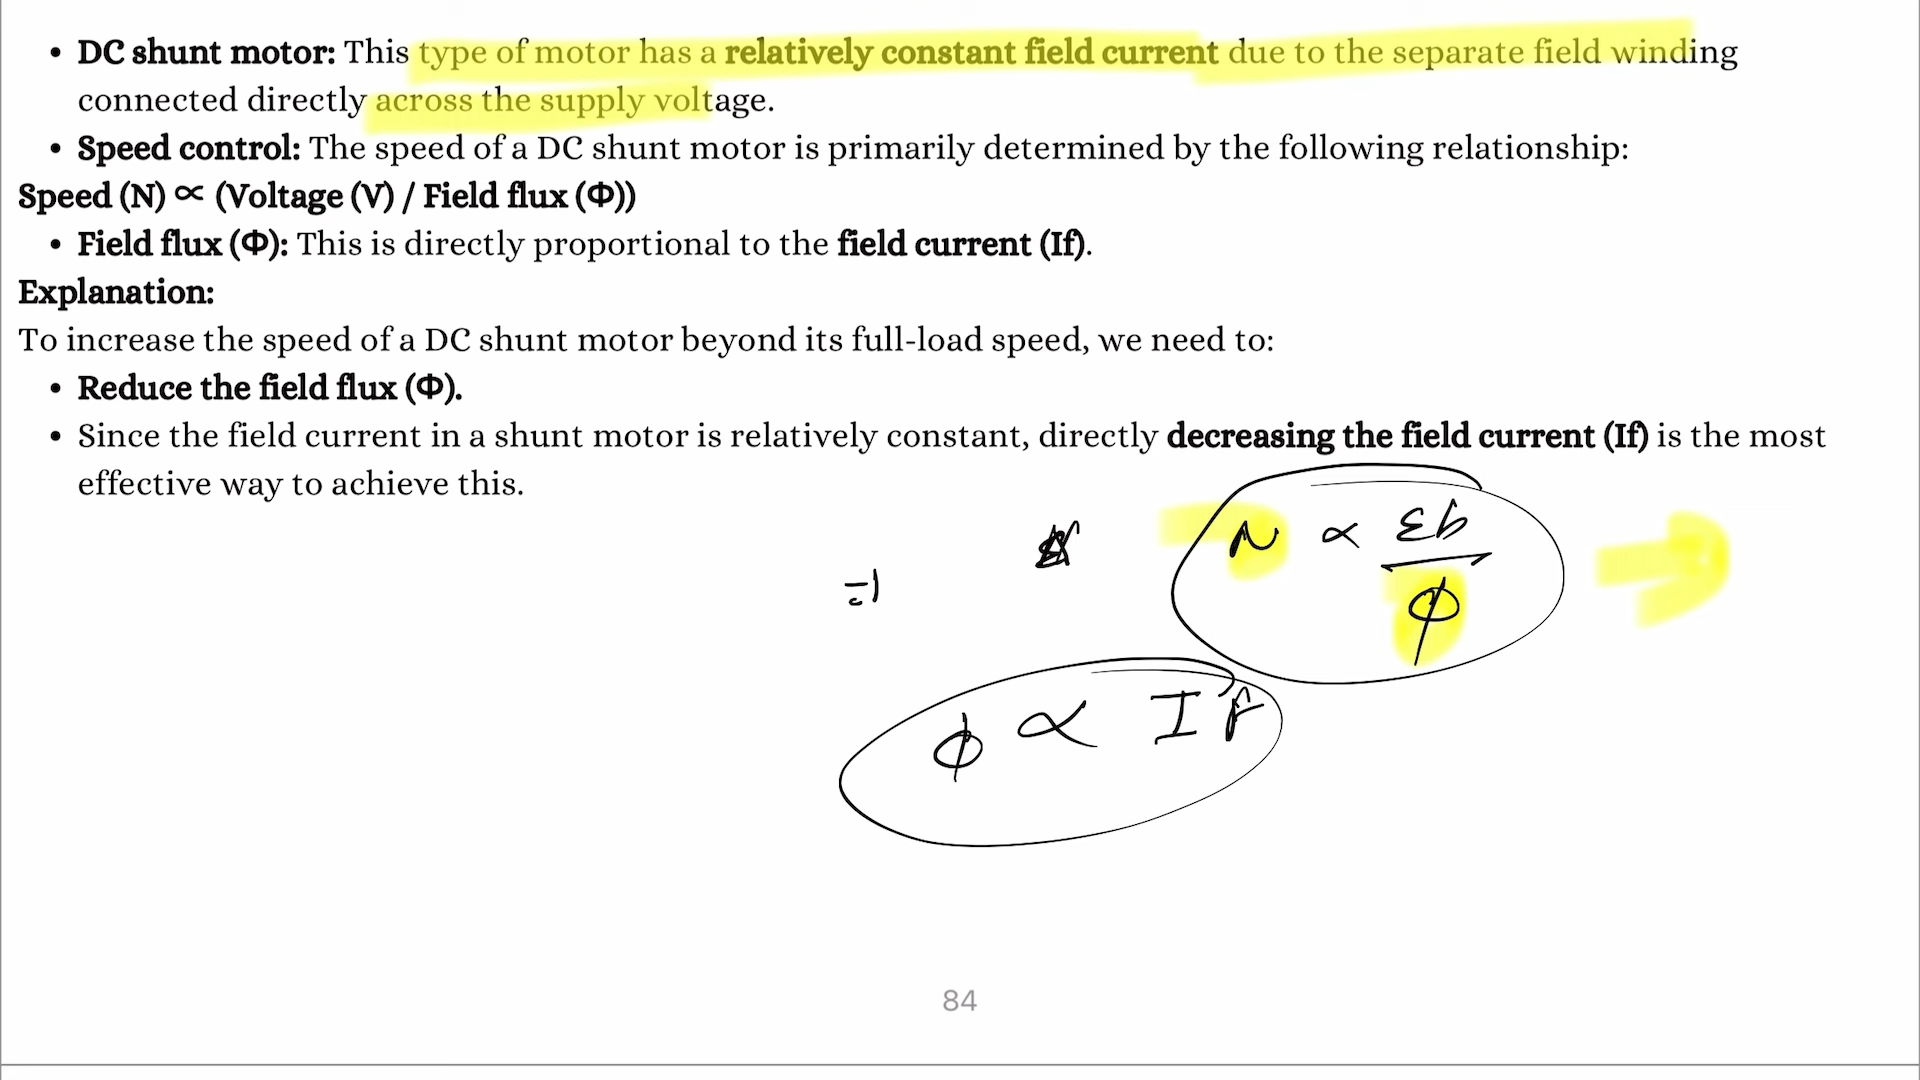 • DC shunt motor: This type of motor has a relatively constant field current due to the separate field winding
connected directly across the supply voltage.
• Speed control: The speed of a DC shunt motor is primarily determined by the following relationship:
Speed (N) ∝ (Voltage (V) / Field flux (Φ))
• Field flux (Φ): This is directly proportional to the field current (If).
Explanation:
To increase the speed of a DC shunt motor beyond its full-load speed, we need to:
• Reduce the field flux (Φ).
• Since the field current in a shunt motor is relatively constant, directly decreasing the field current (If) is the most
effective way to achieve this.
N ∝ Eb
ϕ
ϕ ∝ If
84